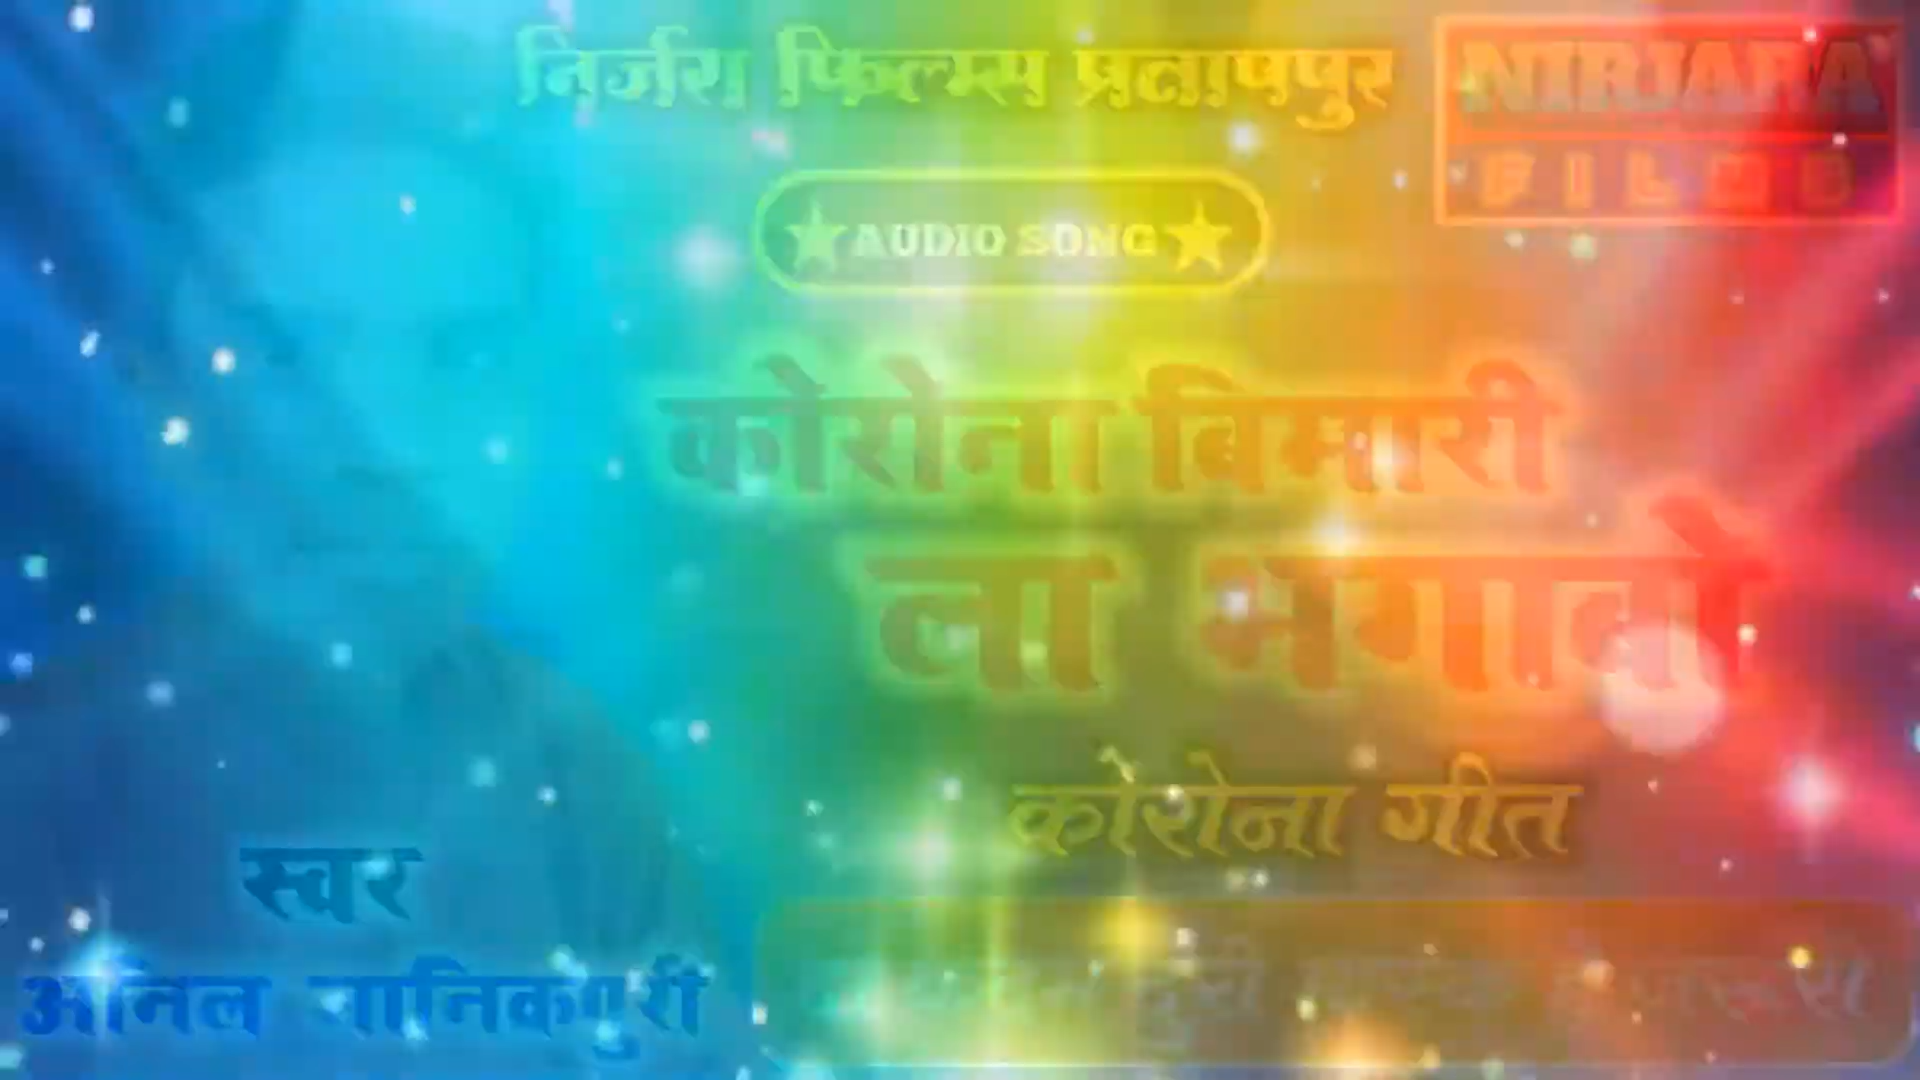 निर्जरा फिल्म्स प्रतापपुर
NIRJARA
FILMS
AUDIO SONG
कोरोना बिमारी
ला भगावो
कोरोना गीत
स्वर
अनिल मानिकपुरी